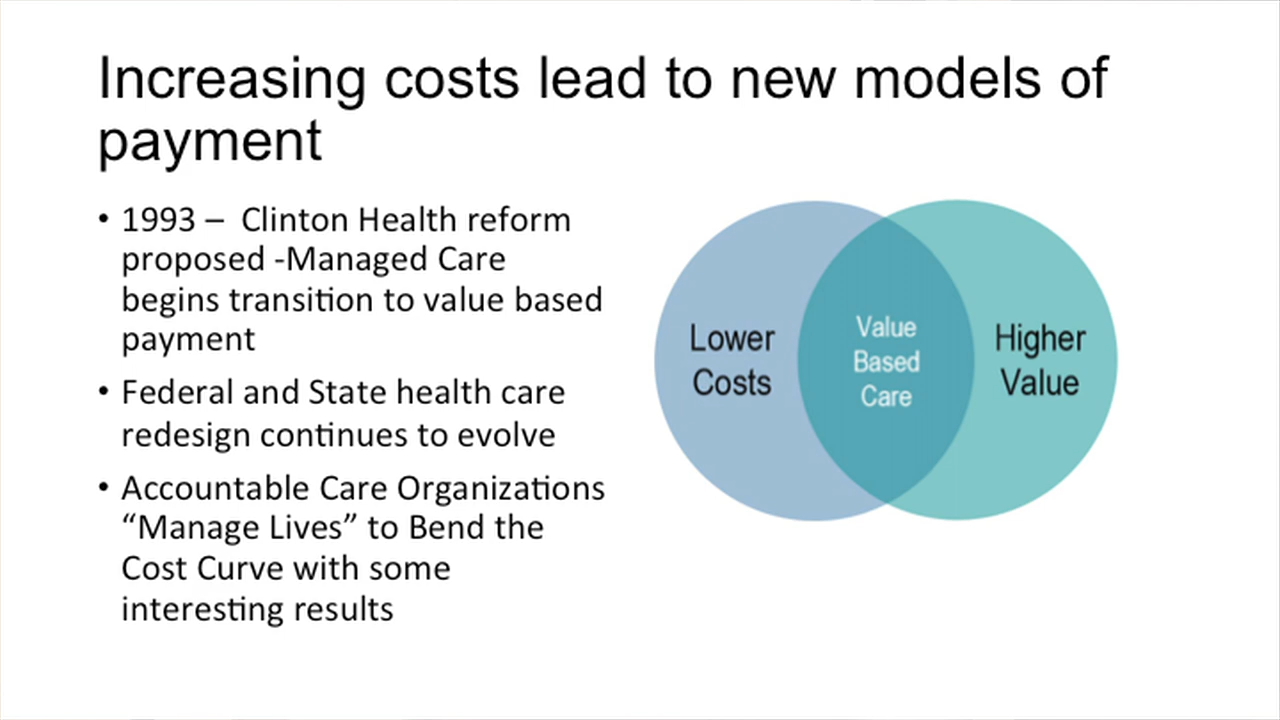 Increasing costs lead to new models of
payment
• 1993 – Clinton Health reform
proposed -Managed Care
begins transition to value based
payment
• Federal and State health care
redesign continues to evolve
• Accountable Care Organizations
“Manage Lives” to Bend the
Cost Curve with some
interesting results
Lower
Costs
Value
Based
Care
Higher
Value